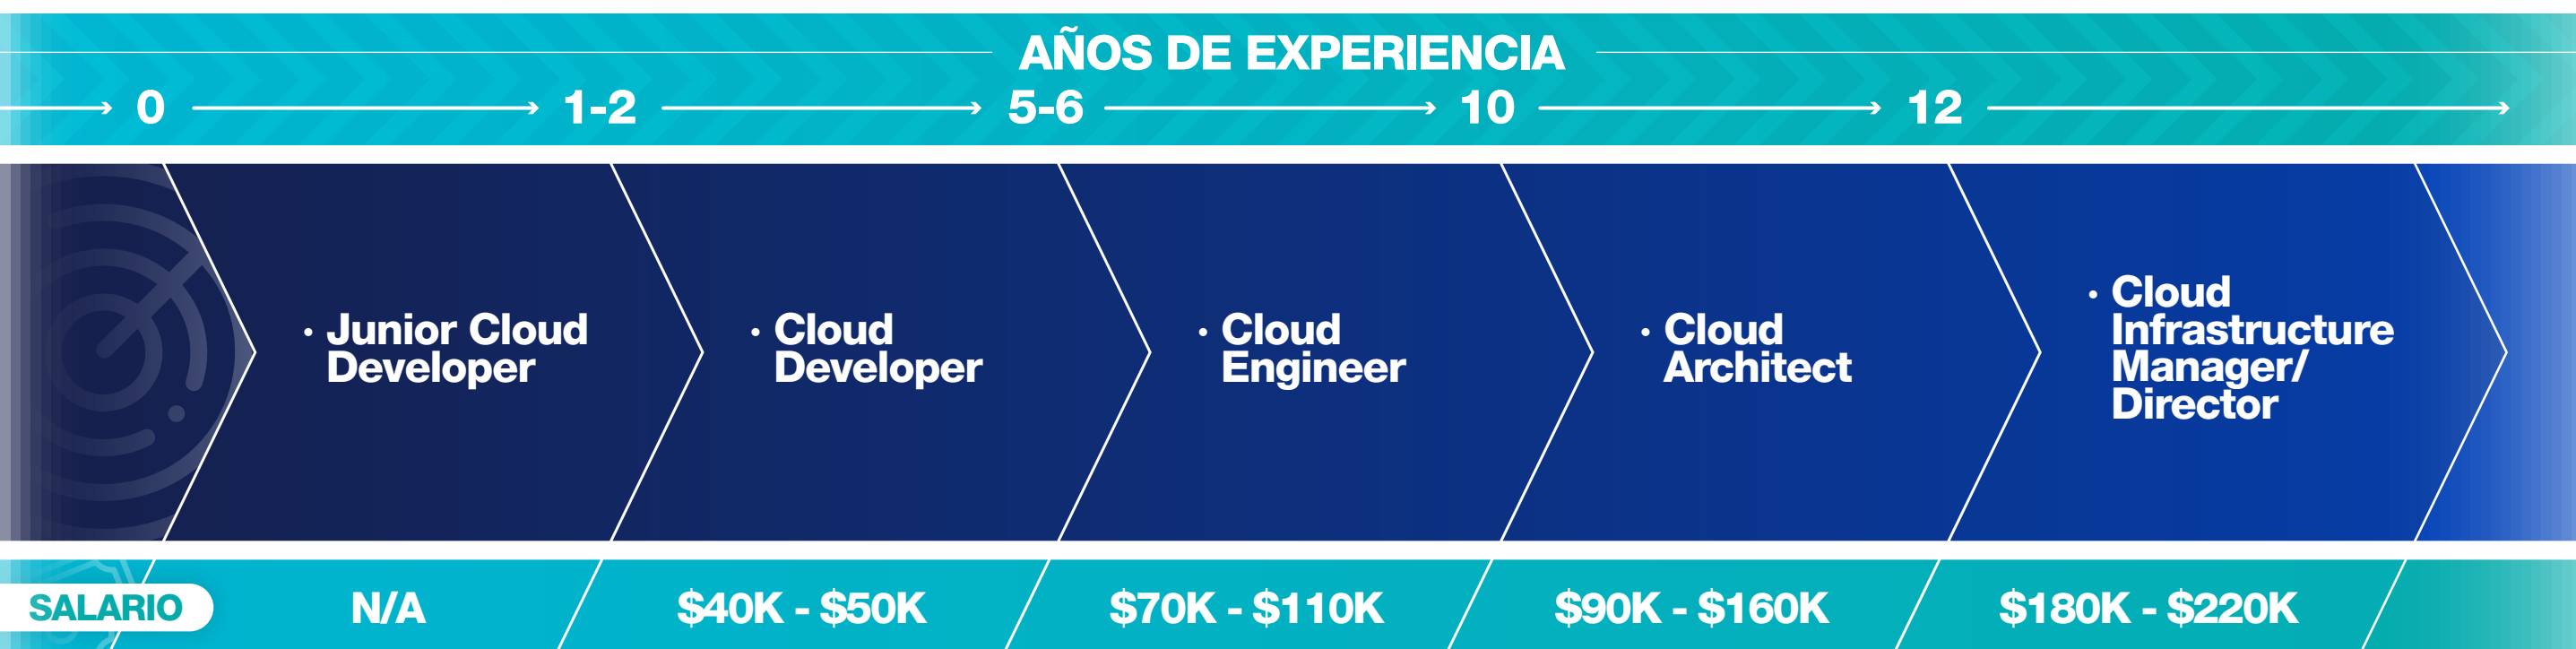 AÑOS DE EXPERIENCIA
0 1-2 5-6 10 12
· Junior Cloud
Developer
· Cloud
Developer
· Cloud
Engineer
· Cloud
Architect
· Cloud
Infrastructure
Manager/
Director
SALARIO N/A $40K - $50K $70K - $110K $90K - $160K $180K - $220K